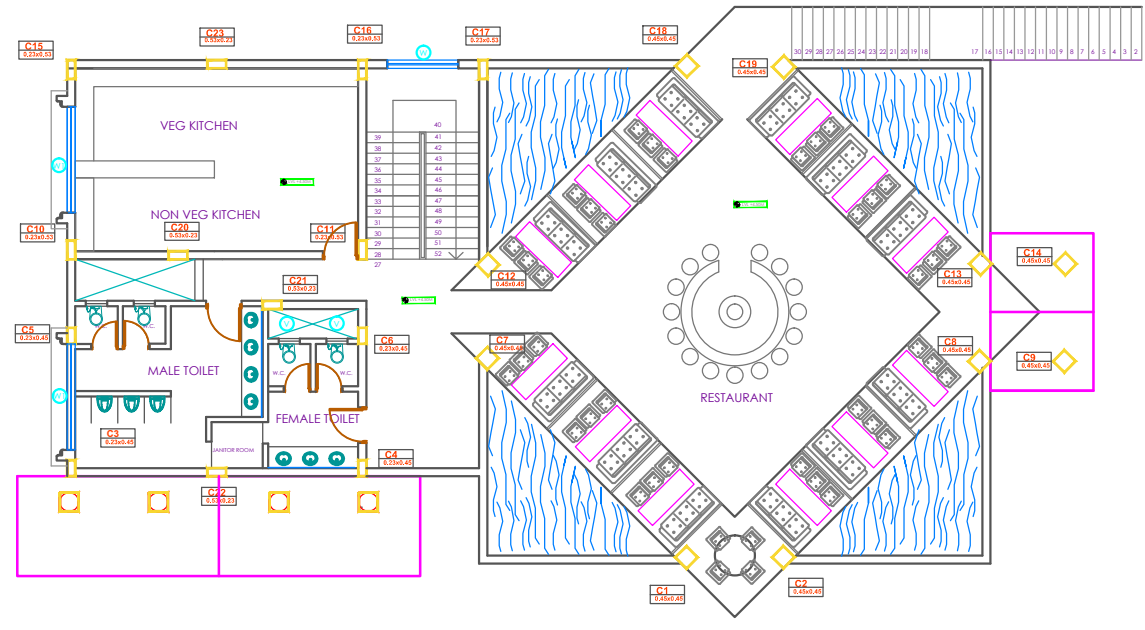 C15
0.23x0.53
C23
0.53x0.23
C16
0.23x0.53
C17
0.23x0.53
C18
0.45x0.45
C19
0.45x0.45
W
30 29 28 27 26 25 24 23 22 21 20 19 18 17 16 15 14 13 12 11 10 9 8 7 6 5 4 3 2
VEG KITCHEN
W
NON VEG KITCHEN
40
39 41
38 42
37 43
36 44
35 45
34 46
33 47
32 48
31 49
30 50
29 51
28 52
27
C10
0.23x0.53
C20
0.53x0.23
C11
0.23x0.53
C12
0.45x0.45
C13
0.45x0.45
C14
0.45x0.45
C21
0.53x0.23
C5
0.23x0.45
W.C. W.C.
V V
C6
0.23x0.45
C7
0.45x0.45
C8
0.45x0.45
C9
0.45x0.45
MALE TOILET
W.C. W.C.
W
RESTAURANT
FEMALE TOILET
C3
0.23x0.45
JANITOR ROOM
C4
0.23x0.45
C22
0.53x0.23
C1
0.45x0.45
C2
0.45x0.45